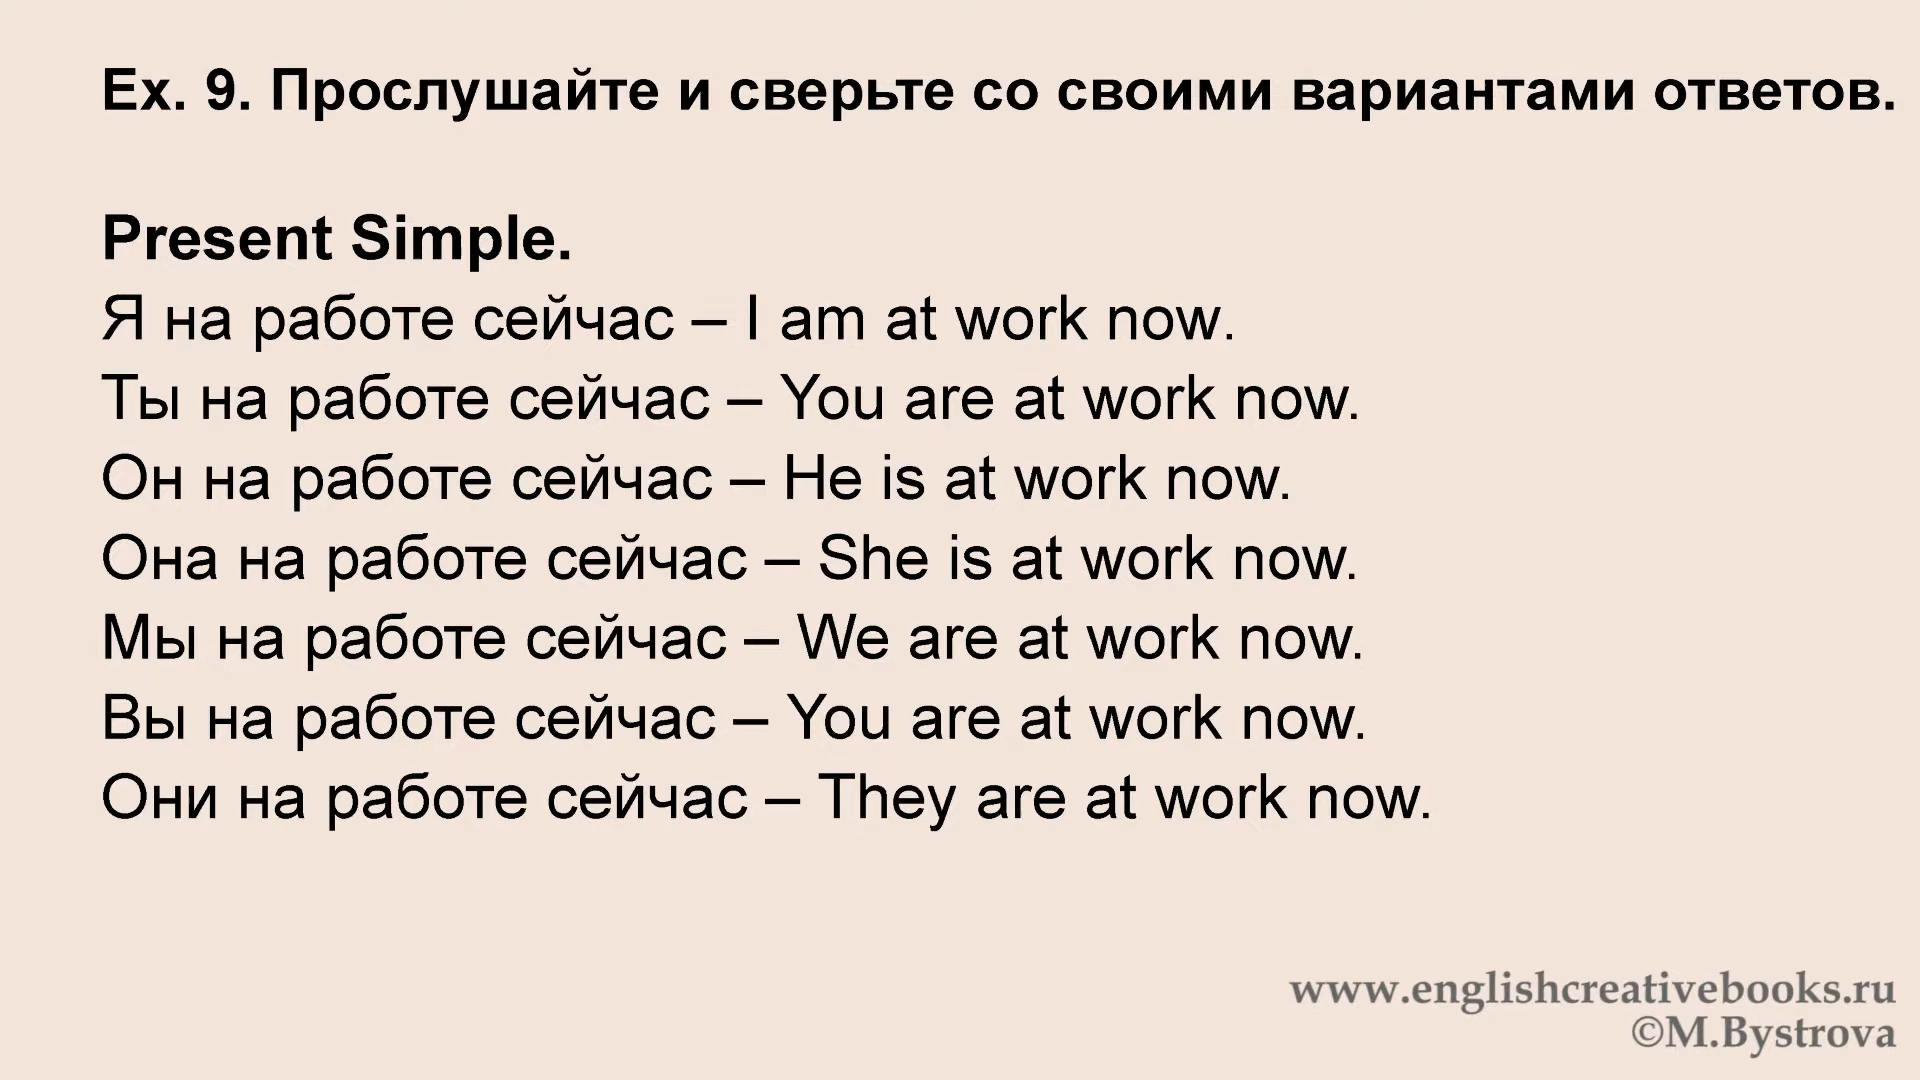 Ex. 9. Прослушайте и сверьте со своими вариантами ответов.
Present Simple.
Я на работе сейчас – I am at work now.
Ты на работе сейчас – You are at work now.
Он на работе сейчас – He is at work now.
Она на работе сейчас – She is at work now.
Мы на работе сейчас – We are at work now.
Вы на работе сейчас – You are at work now.
Они на работе сейчас – They are at work now.
www.englishcreativebooks.ru
©M.Bystrova